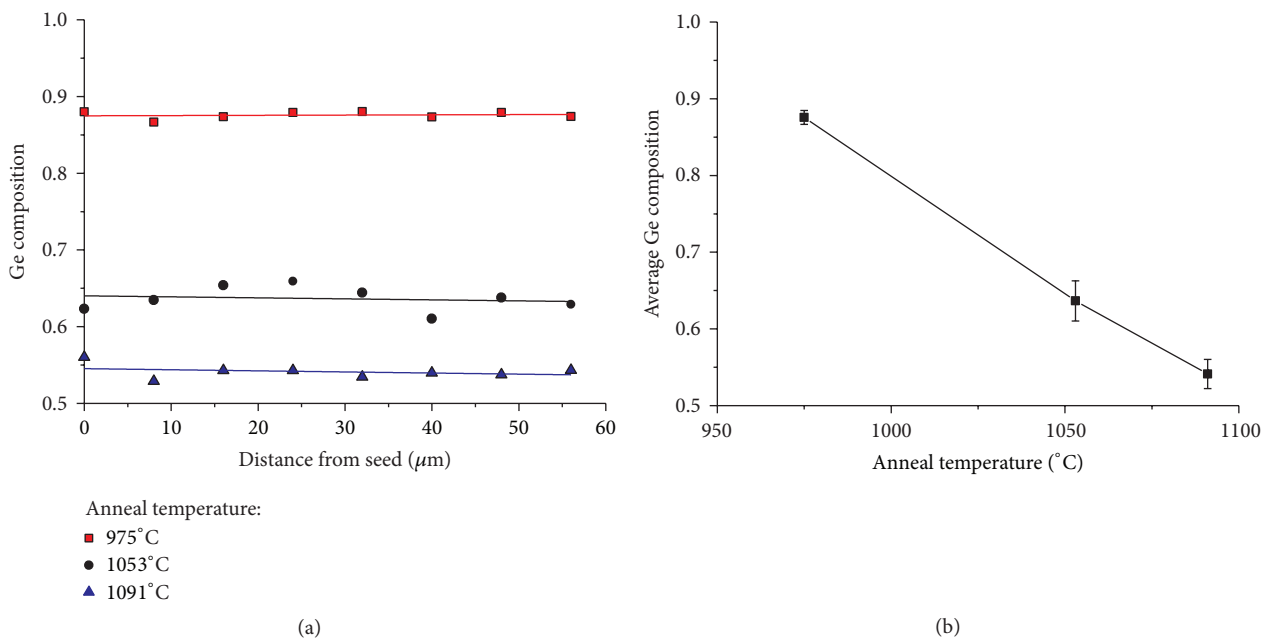 1.0
0.9
0.8
0.7
0.6
0.5
Ge composition
0 10 20 30 40 50 60
Distance from seed (μm)
Anneal temperature:
975°C
1053°C
1091°C
(a)
1.0
0.9
0.8
0.7
0.6
0.5
Average Ge composition
950 1000 1050 1100
Anneal temperature (°C)
(b)